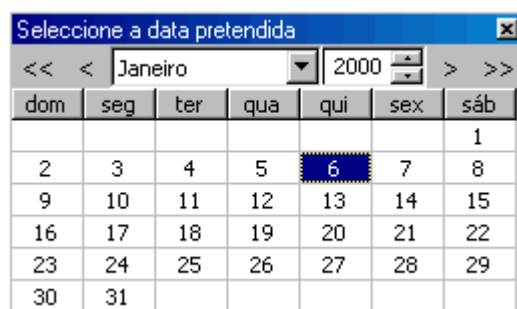 Seleccione a data pretendida
<< < Janeiro 2000 > >>
dom seg ter qua qui sex sáb
1
2 3 4 5 6 7 8
9 10 11 12 13 14 15
16 17 18 19 20 21 22
23 24 25 26 27 28 29
30 31